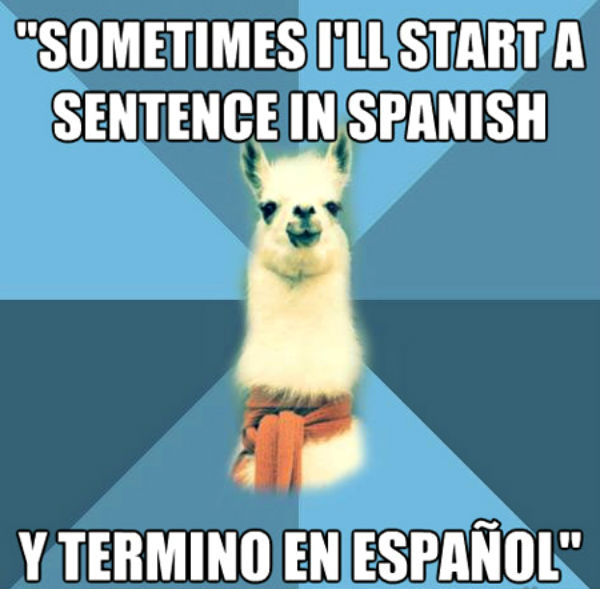 "SOMETIMES I'LL START A
SENTENCE IN SPANISH
Y TERMINO EN ESPAÑOL"